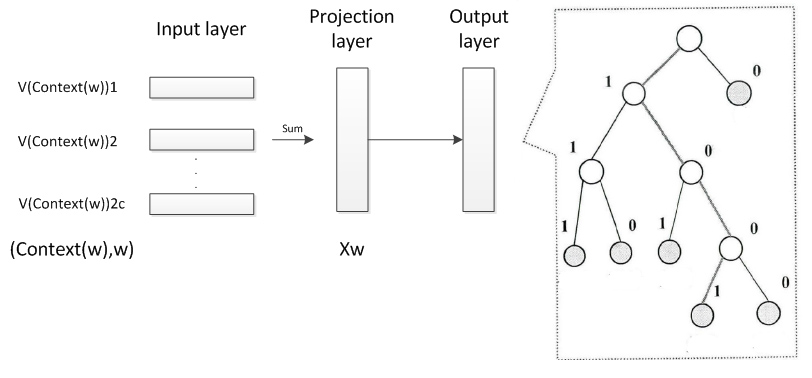 Input layer
Projection
layer
Output
layer
V(Context(w))1
V(Context(w))2
V(Context(w))2c
Sum
(Context(w),w)
Xw
0
1
1
0
1
0
1
0
1
0